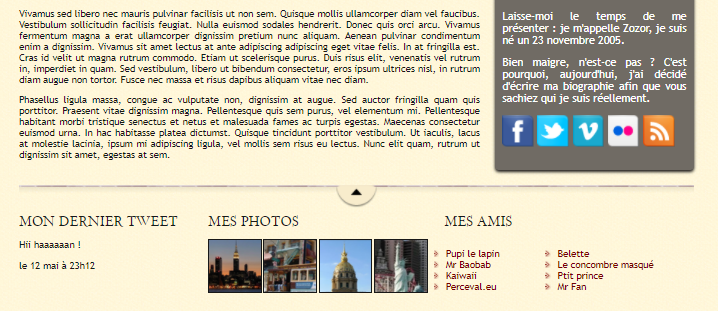 Vivamus sed libero nec mauris pulvinar facilisis ut non sem. Quisque mollis ullamcorper diam vel faucibus.
Vestibulum sollicitudin facilisis feugiat. Nulla euismod sodales hendrerit. Donec quis orci arcu. Vivamus
fermentum magna a erat ullamcorper dignissim pretium nunc aliquam. Aenean pulvinar condimentum
enim a dignissim. Vivamus sit amet lectus at ante adipiscing adipiscing eget vitae felis. In at fringilla est.
Cras id velit ut magna rutrum commodo. Etiam ut scelerisque purus. Duis risus elit, venenatis vel rutrum
in, imperdiet in quam. Sed vestibulum, libero ut bibendum consectetur, eros ipsum ultrices nisl, in rutrum
diam augue non tortor. Fusce nec massa et risus dapibus aliquam vitae nec diam.
Phasellus ligula massa, congue ac vulputate non, dignissim at augue. Sed auctor fringilla quam quis
porttitor. Praesent vitae dignissim magna. Pellentesque quis sem purus, vel elementum mi. Pellentesque
habitant morbi tristique senectus et netus et malesuada fames ac turpis egestas. Maecenas consectetur
euismod urna. In hac habitasse platea dictumst. Quisque tincidunt porttitor vestibulum. Ut iaculis, lacus
at molestie lacinia, ipsum mi adipiscing ligula, vel mollis sem risus eu lectus. Nunc elit quam, rutrum ut
dignissim sit amet, egestas at sem.
Laisse-moi le temps de me
présenter : je m'appelle Zozor, je suis
né un 23 novembre 2005.
Bien maigre, n'est-ce pas ? C'est
pourquoi, aujourd'hui, j'ai décidé
d'écrire ma biographie afin que vous
sachiez qui je suis réellement.
MON DERNIER TWEET
Hii haaaaaan !
le 12 mai à 23h12
MES PHOTOS
MES AMIS
Pupi le lapin
Mr Baobab
Kaiwaii
Perceval.eu
Belette
Le concombre masqué
Ptit prince
Mr Fan